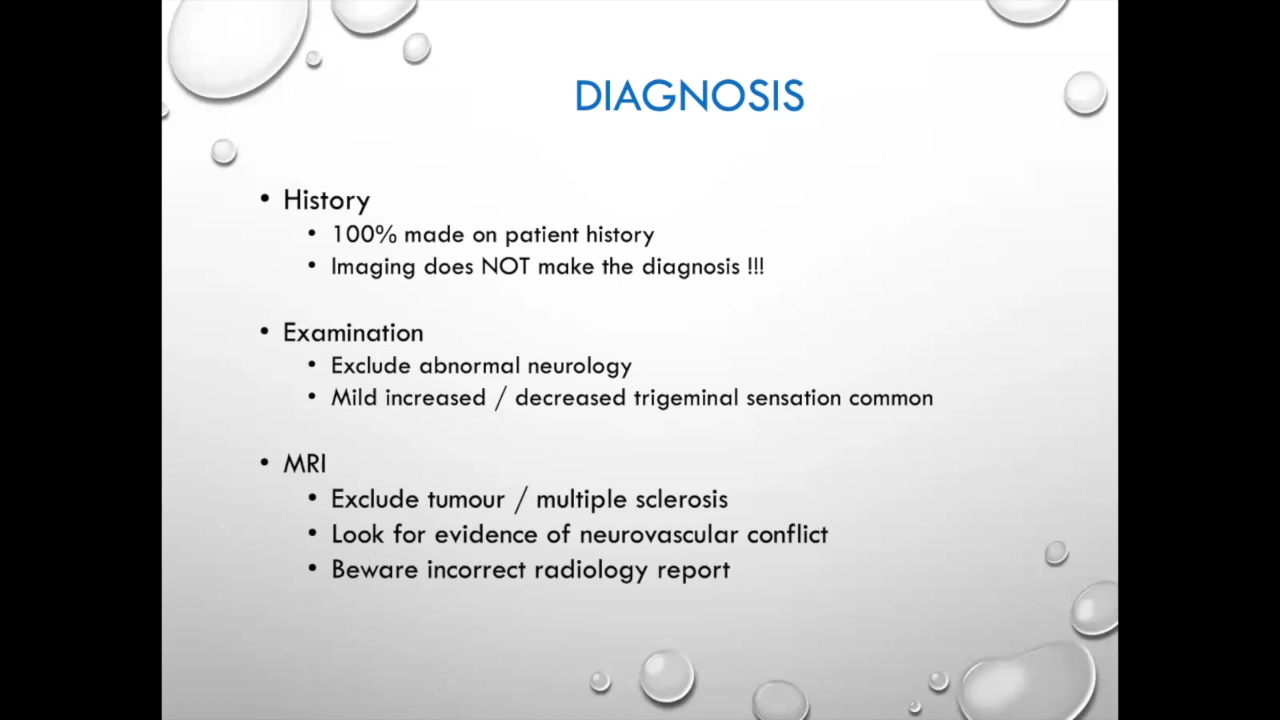 DIAGNOSIS
• History
• 100% made on patient history
• Imaging does NOT make the diagnosis !!!
• Examination
• Exclude abnormal neurology
• Mild increased / decreased trigeminal sensation common
• MRI
• Exclude tumour / multiple sclerosis
• Look for evidence of neurovascular conflict
• Beware incorrect radiology report